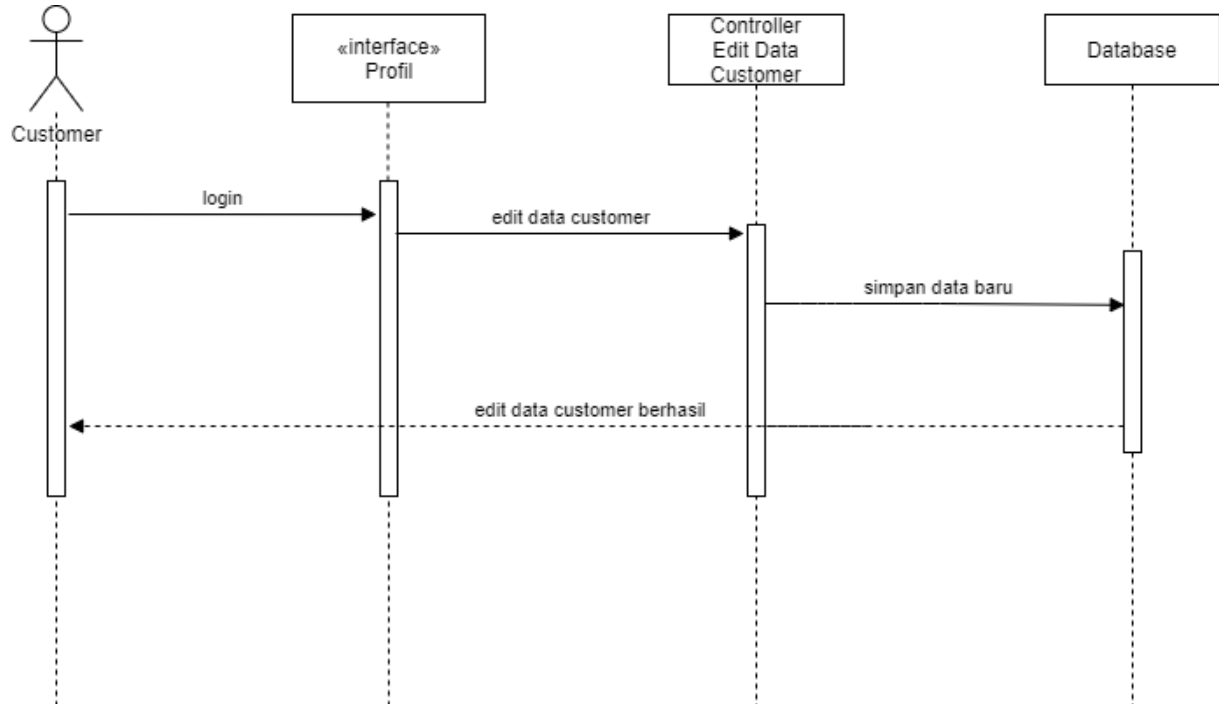 Controller
Edit Data
Customer
«interface»
Profil
Database
Customer
login
edit data customer
simpan data baru
edit data customer berhasil